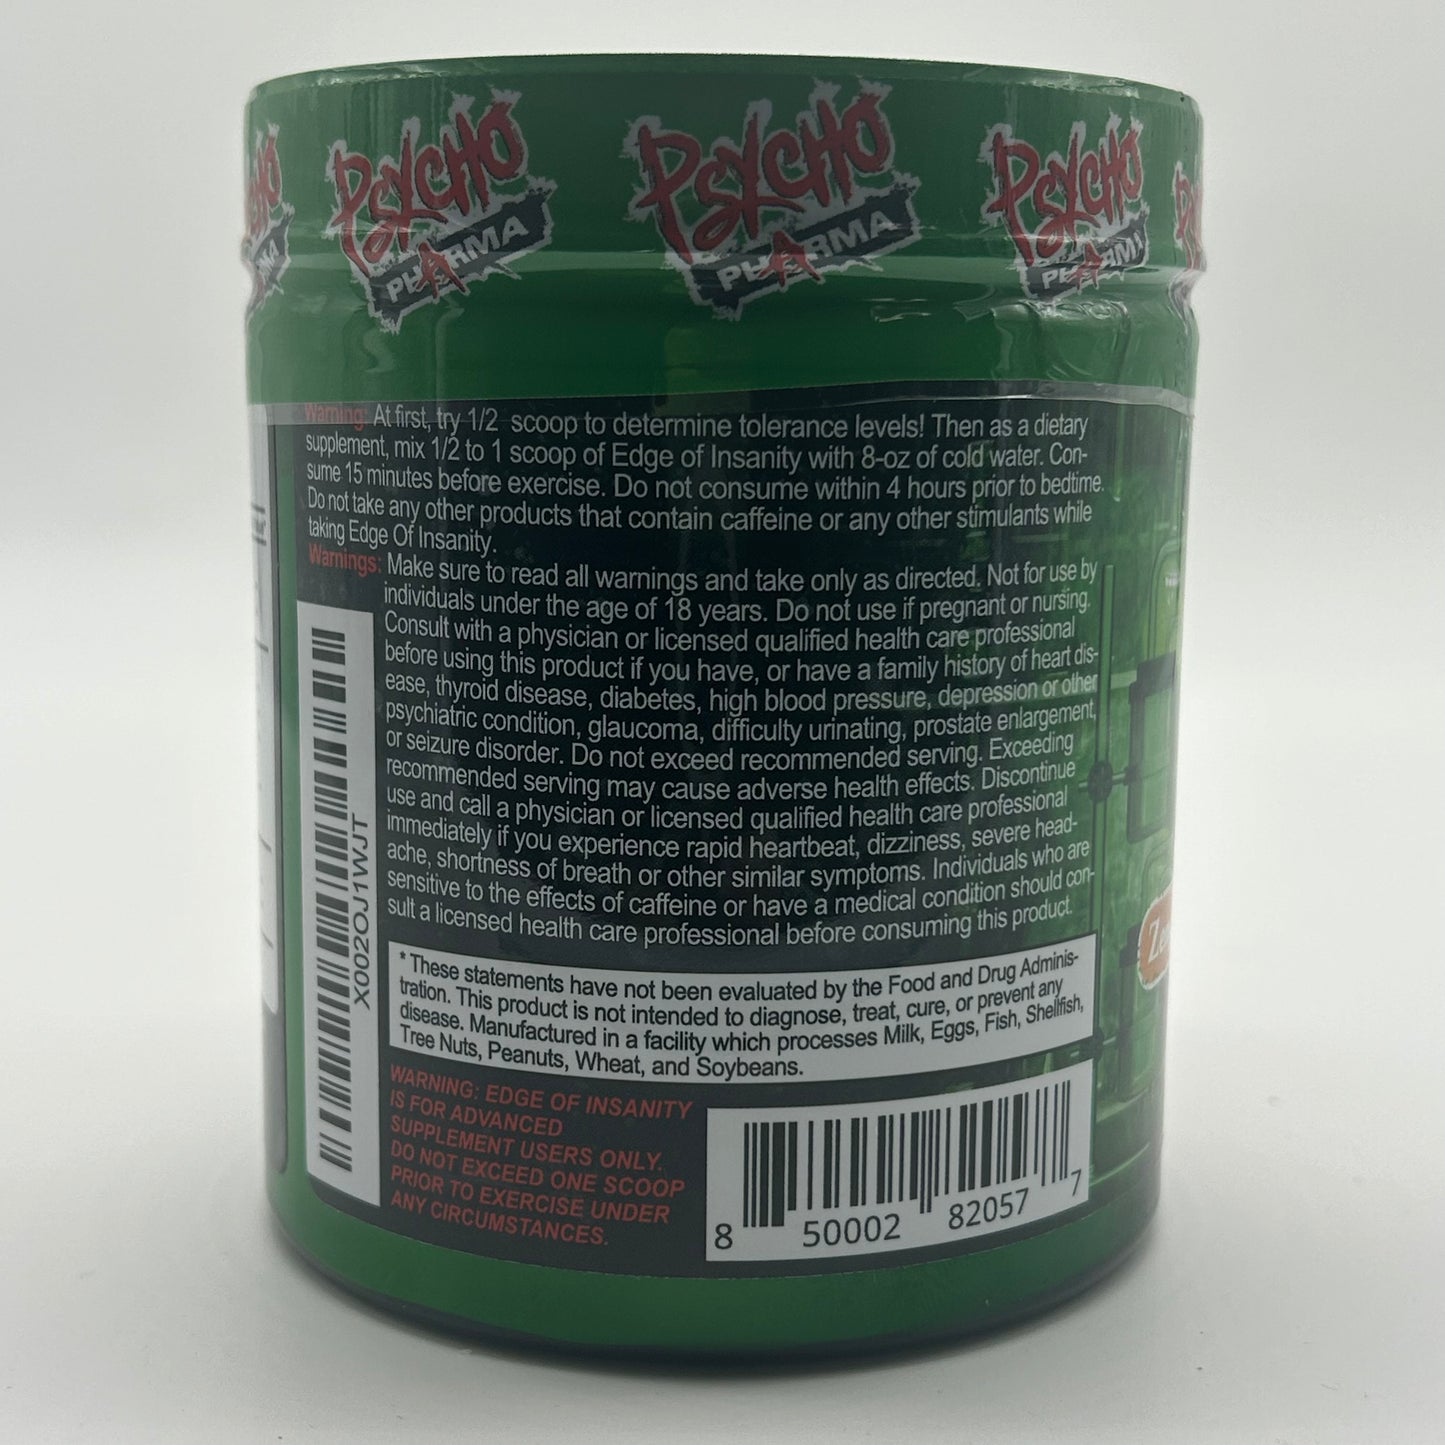 PSYCHO PHARMA
PSYCHO PHARMA
PSYCHO PHARMA
Warning: At first, try 1/2 scoop to determine tolerance levels! Then as a dietary
supplement, mix 1/2 to 1 scoop of Edge of Insanity with 8-oz of cold water. Con-
sume 15 minutes before exercise. Do not consume within 4 hours prior to bedtime.
Do not take any other products that contain caffeine or any other stimulants while
taking Edge Of Insanity.
Warnings: Make sure to read all warnings and take only as directed. Not for use by
individuals under the age of 18 years. Do not use if pregnant or nursing.
Consult with a physician or licensed qualified health care professional
before using this product if you have, or have a family history of heart dis-
ease, thyroid disease, diabetes, high blood pressure, depression or other
psychiatric condition, glaucoma, difficulty urinating, prostate enlargement,
or seizure disorder. Do not exceed recommended serving. Exceeding
recommended serving may cause adverse health effects. Discontinue
use and call a physician or licensed qualified health care professional
immediately if you experience rapid heartbeat, dizziness, severe head-
ache, shortness of breath or other similar symptoms. Individuals who are
sensitive to the effects of caffeine or have a medical condition should con-
sult a licensed health care professional before consuming this product.
X002OJ1WJT
* These statements have not been evaluated by the Food and Drug Adminis-
tration. This product is not intended to diagnose, treat, cure, or prevent any
disease. Manufactured in a facility which processes Milk, Eggs, Fish, Shellfish,
Tree Nuts, Peanuts, Wheat, and Soybeans.
WARNING: EDGE OF INSANITY
IS FOR ADVANCED
SUPPLEMENT USERS ONLY.
DO NOT EXCEED ONE SCOOP
PRIOR TO EXERCISE UNDER
ANY CIRCUMSTANCES.
8 50002 82057 7